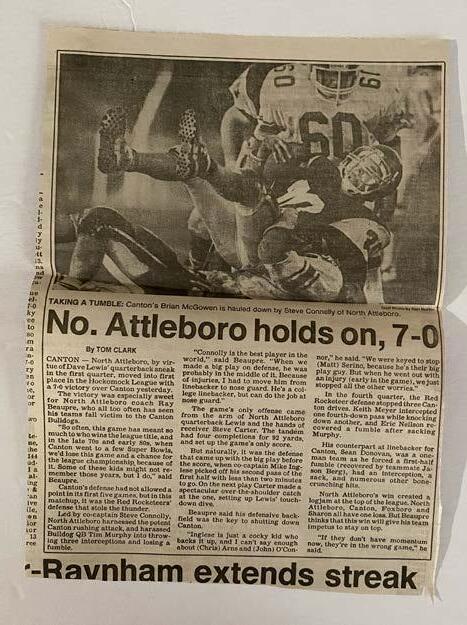 60
TAKING A TUMBLE: Canton's Brian McGowen is hauled down by Steve Connelly of North Attleboro.
No. Attleboro holds on, 7-0
By TOM CLARK
CANTON — North Attleboro, by vir-
tue of Dave Lewis' quarterback sneak
in the first quarter, moved into first
place in the Hockomock League with
a 7-0 victory over Canton yesterday.
The victory was especially sweet
for North Attleboro coach Ray
Beaupre, who all too often has seen
his teams fall victim to the Canton
Bulldogs.
"So often, this game has meant so
much to who wins the league title, and
in the late 70s and early 80s, when
Canton went a few Super Bowls,
we'd lose this game and a chance for
the league championship, because of
it. Some of these kids might not re-
member those years, but I do," said
Beaupre.
Canton's defense had not allowed a
point in its first five games, but in this
matchup, it was the Red Rocketeers'
defense that stole the thunder.
Led by co-captain Steve Connelly,
North Attleboro harnessed the potent
Canton rushing attack, and harassed
Bulldog QB Tim Murphy into throw-
ing three interceptions and losing a
fumble.
"Connelly is the best player in the
world," said Beaupre. "When we
made a big play on defense, he was
probably in the middle of it. Because
of injuries, I had to move him from
linebacker to nose guard. He's a col-
lege linebacker, but can do the job at
nose guard."
The game's only offense came
from the arm of North Attleboro
quarterback Lewis and the hands of
receiver Steve Carter. The tandem
had four completions for 92 yards,
and set up the game's only score.
But naturally, it was the defense
that came up with the big play before
the score, when co-captain Mike Ing-
lese picked off his second pass of the
first half with less than two minutes
to go. On the next play Carter made a
spectacular over-the-shoulder catch
at the one, setting up Lewis' touch-
down dive.
Beaupre said his defensive back-
field was the key to shutting down
Canton.
"Inglese is just a cocky kid who
backs it up, and I can't say enough
about (Chris) Arns and (John) O'Con-
nor," he said. "We were keyed to stop
(Matt) Serino, because he's their big
play guy. But when he went out with
an injury (early in the game), we just
stopped all the other worries."
In the fourth quarter, the Red
Rocketeer defense stopped three Can-
ton drives. Keith Meyer intercepted
one fourth-down pass while knocking
down another, and Eric Neilson re-
covered a fumble after sacking
Murphy.
His counterpart at linebacker for
Canton, Sean Donovan, was a one-
man team as he forced a first-half
fumble (recovered by teammate Ja-
son Berg), had an interception, a
sack, and numerous other bone-
crunching hits.
North Attleboro's win created a
logjam at the top of the league. North
Attleboro, Canton, Foxboro and
Sharon all have one loss. But Beaupre
thinks that this win will give his team
impetus to stay on top.
"If they don't have momentum
now, they're in the wrong game," he
said.
r-Raynham extends streak